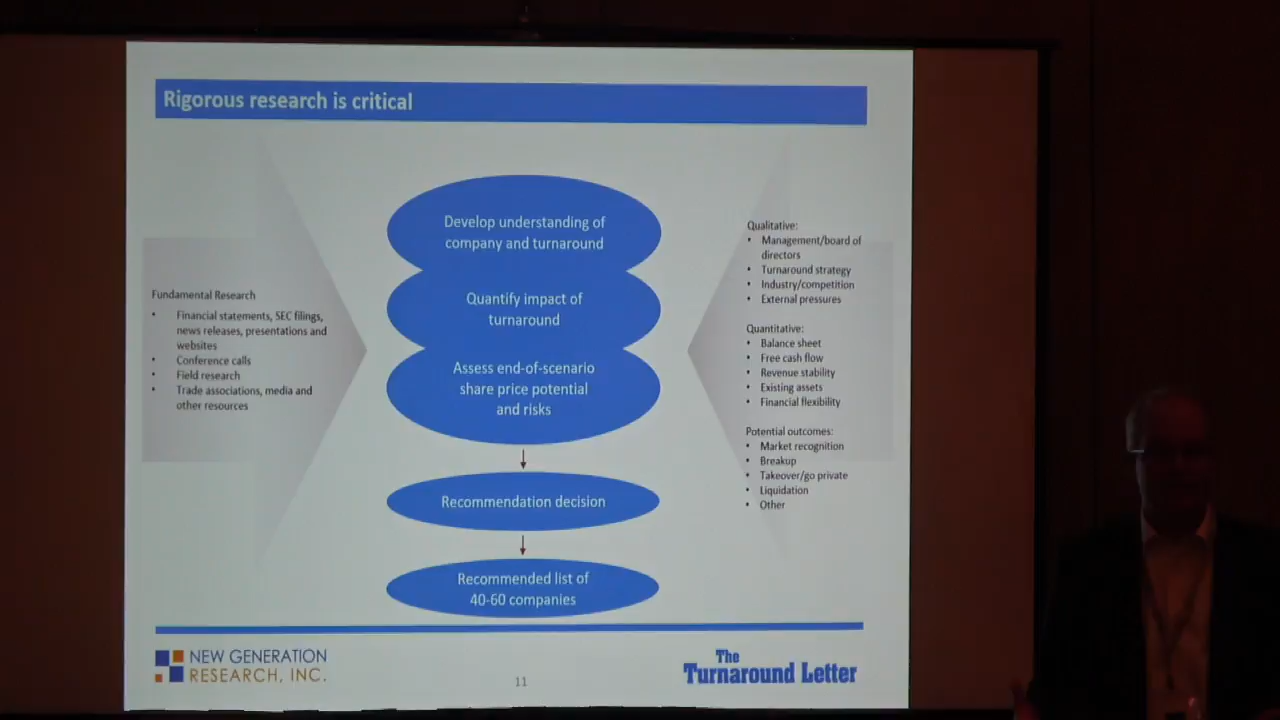 Rigorous research is critical
Fundamental Research
• Financial statements, SEC filings,
news releases, presentations and
websites
• Conference calls
• Field research
• Trade associations, media and
other resources
Develop understanding of
company and turnaround
Quantify impact of
turnaround
Assess end-of-scenario
share price potential
and risks
Recommendation decision
Recommended list of
40-60 companies
Qualitative:
• Management/board of
directors
• Turnaround strategy
• Industry/competition
• External pressures
Quantitative:
• Balance sheet
• Free cash flow
• Revenue stability
• Existing assets
• Financial flexibility
Potential outcomes:
• Market recognition
• Breakup
• Takeover/go private
• Liquidation
• Other
NEW GENERATION
RESEARCH, INC.
11
The
Turnaround Letter